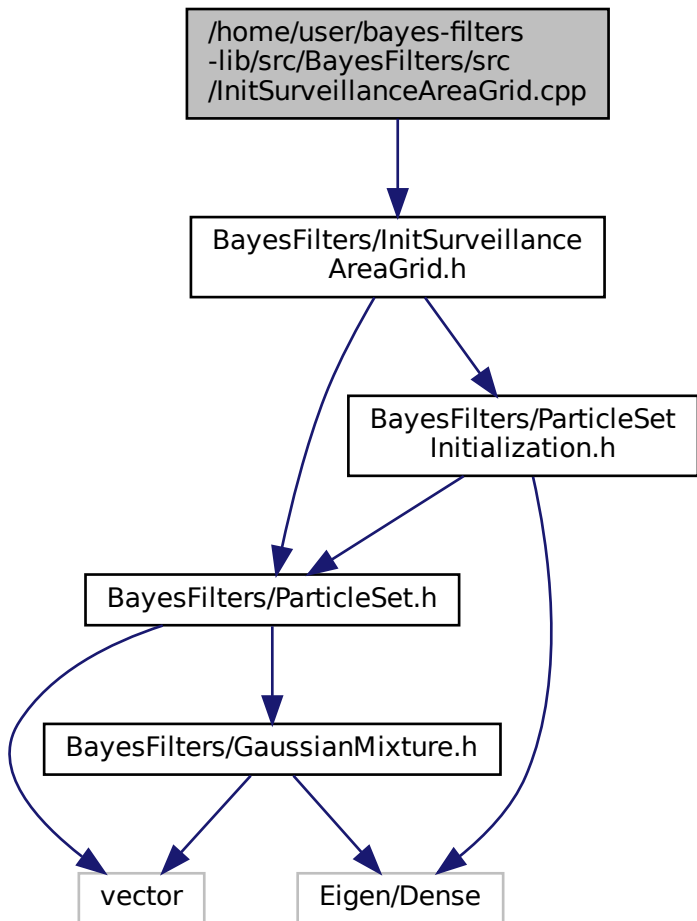 /home/user/bayes-filters
-lib/src/BayesFilters/src
/InitSurveillanceAreaGrid.cpp
BayesFilters/InitSurveillance
AreaGrid.h
BayesFilters/ParticleSet
Initialization.h
BayesFilters/ParticleSet.h
BayesFilters/GaussianMixture.h
vector
Eigen/Dense